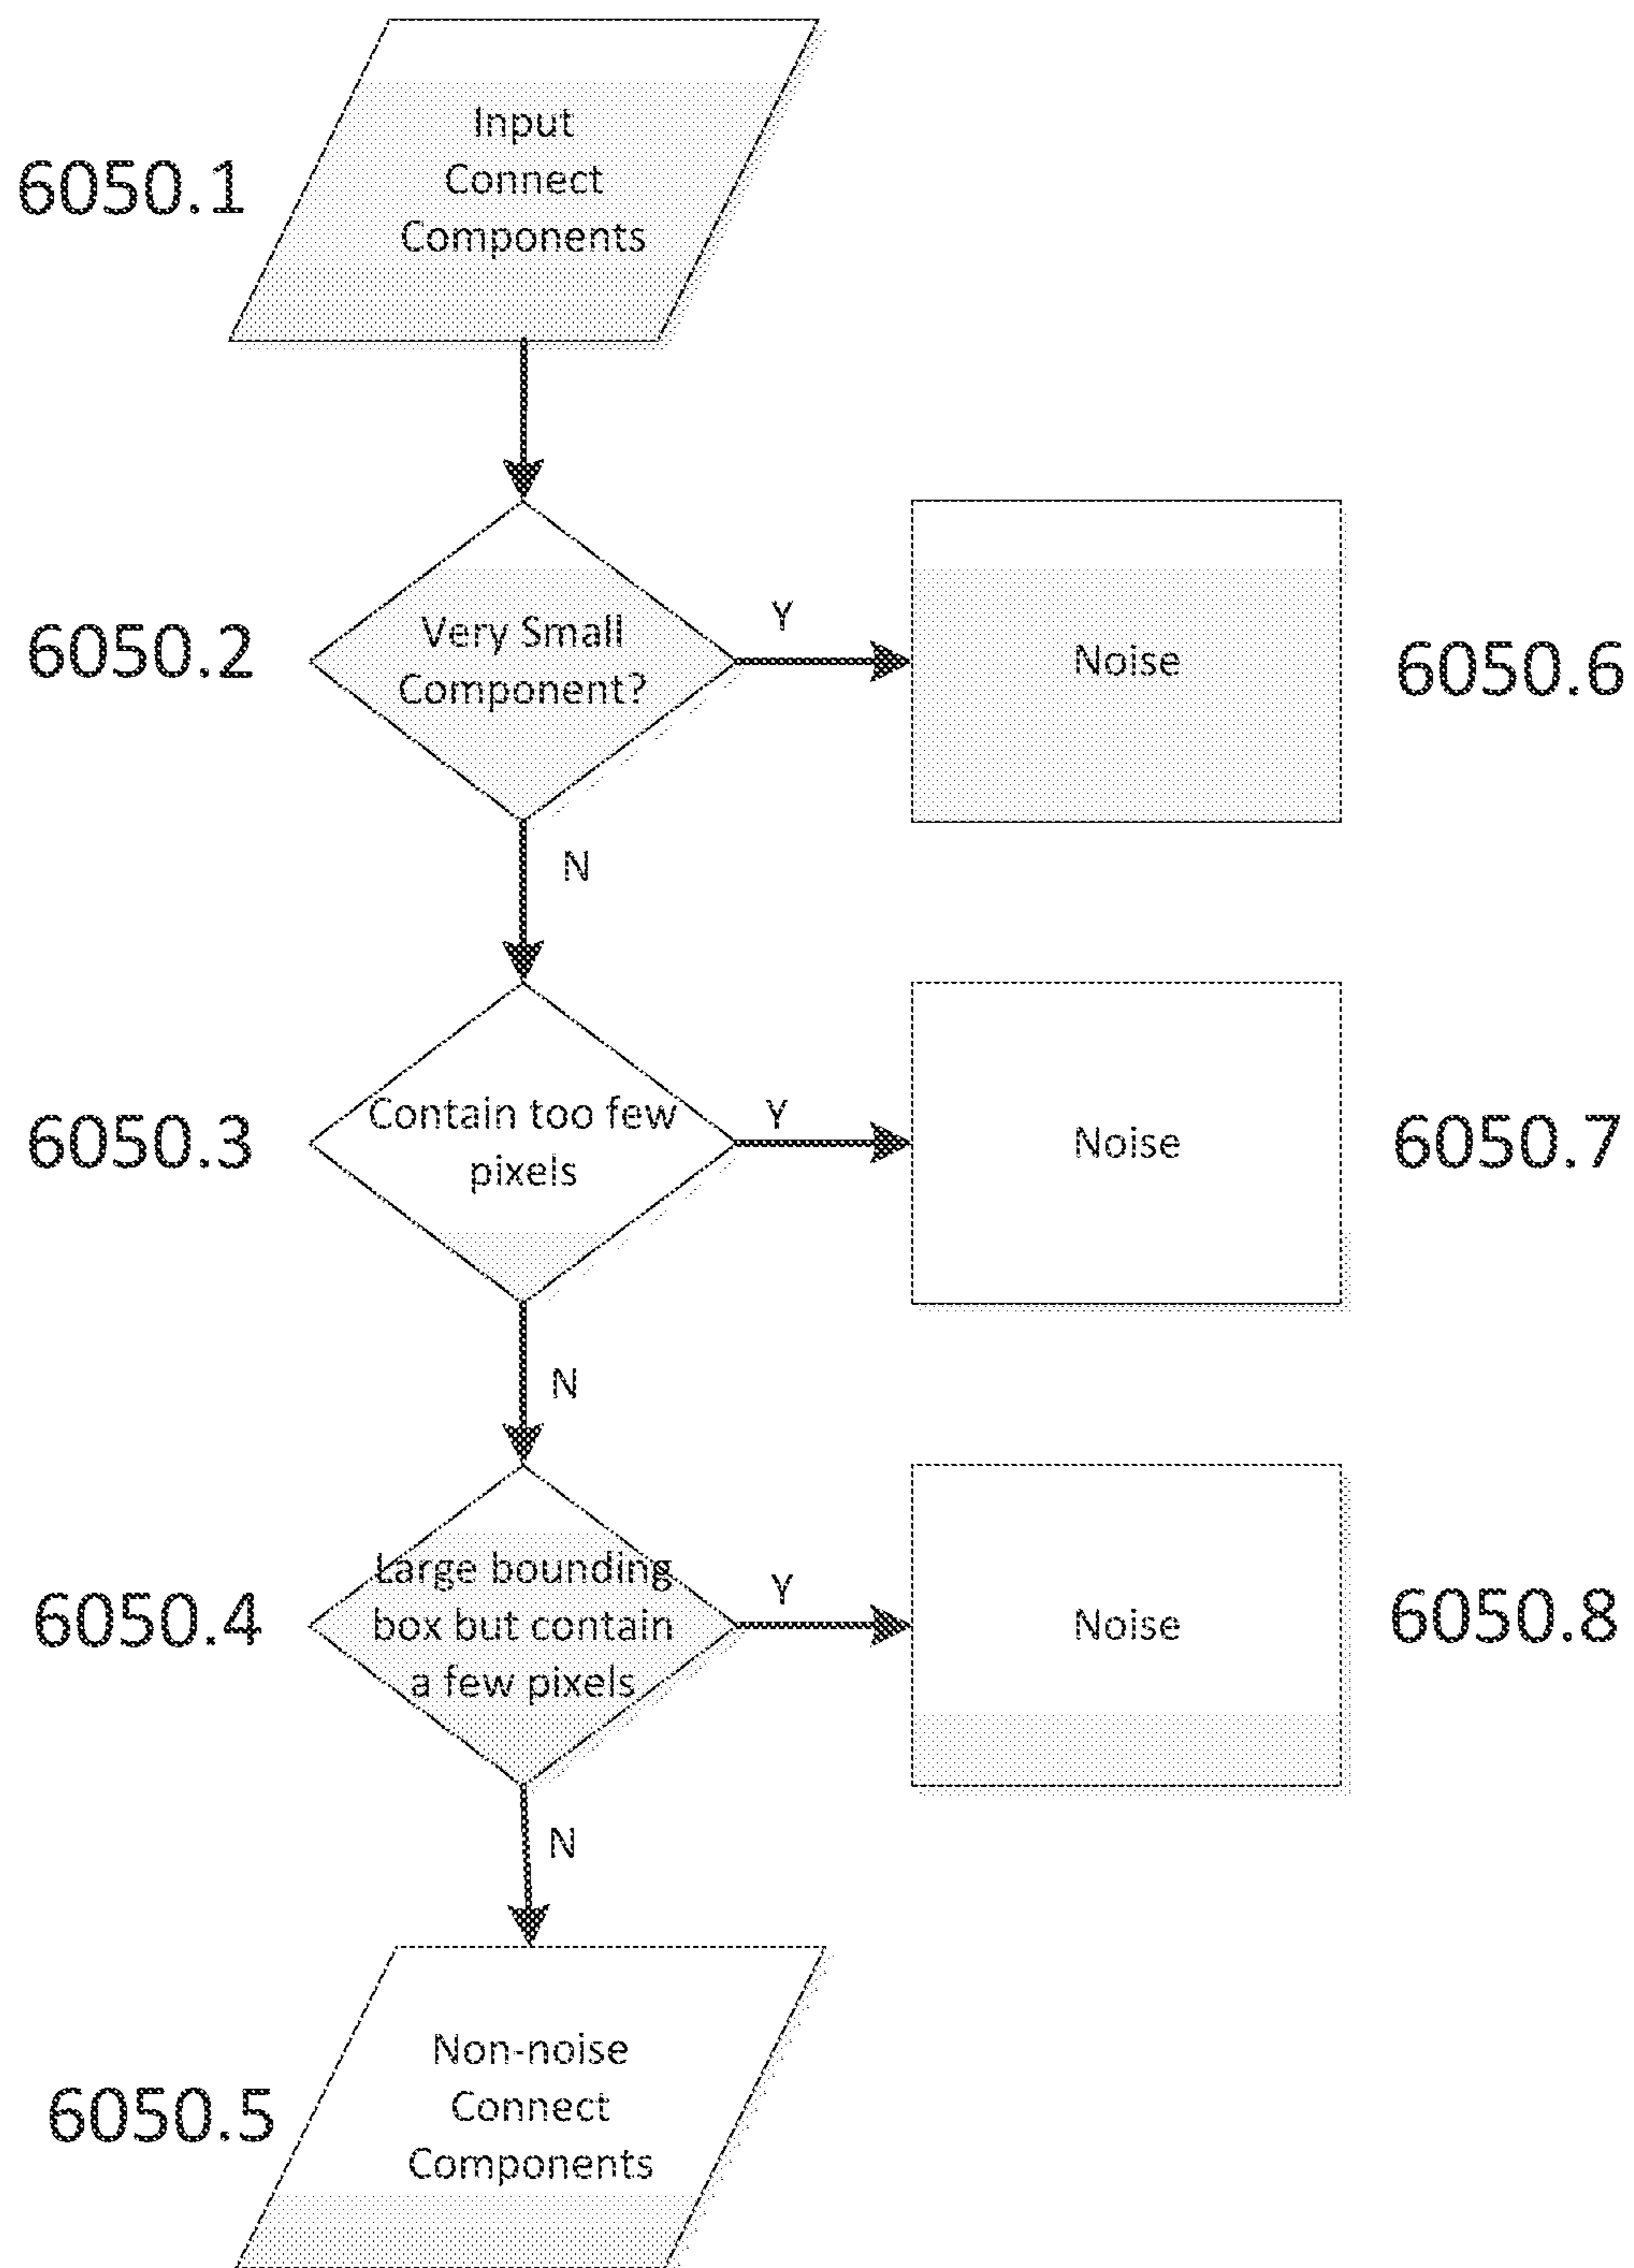 Input
Connect
Components
6050.1
Very Small
Component?
6050.2
Y
Noise
6050.6
N
Contain too few
pixels
6050.3
Y
Noise
6050.7
N
Large bounding
box but contain
a few pixels
6050.4
Y
Noise
6050.8
N
Non-noise
Connect
Components
6050.5